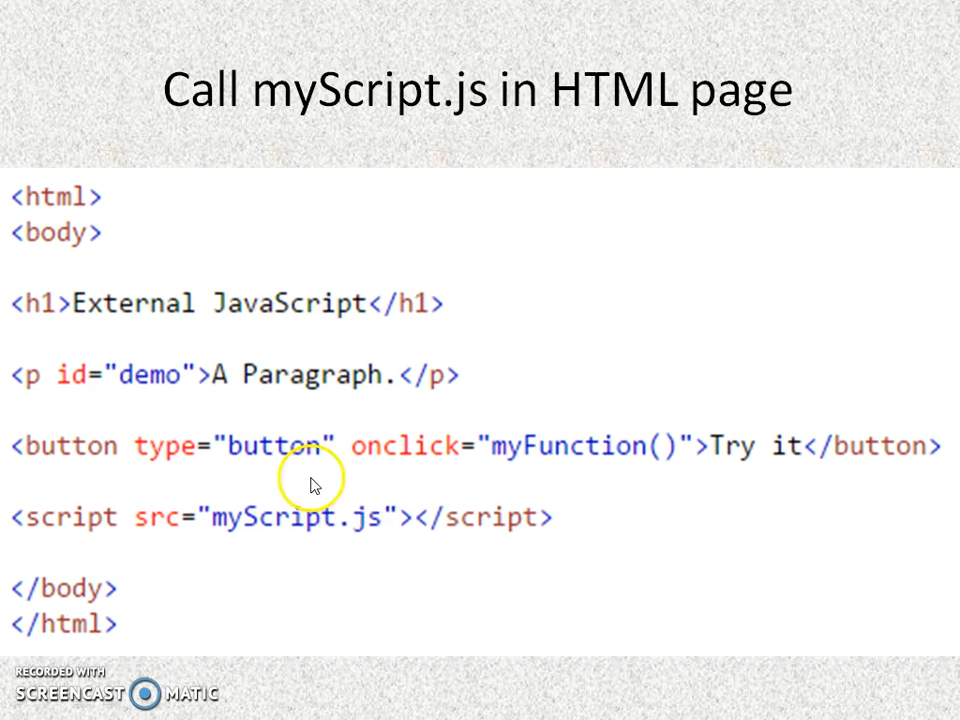 Call myScript.js in HTML page
<html>
<body>
<h1>External JavaScript</h1>
<p id="demo">A Paragraph.</p>
<button type="button" onclick="myFunction()">Try it</button>
<script src="myScript.js"></script>
</body>
</html>
RECORDED WITH
SCREENCAST MATIC